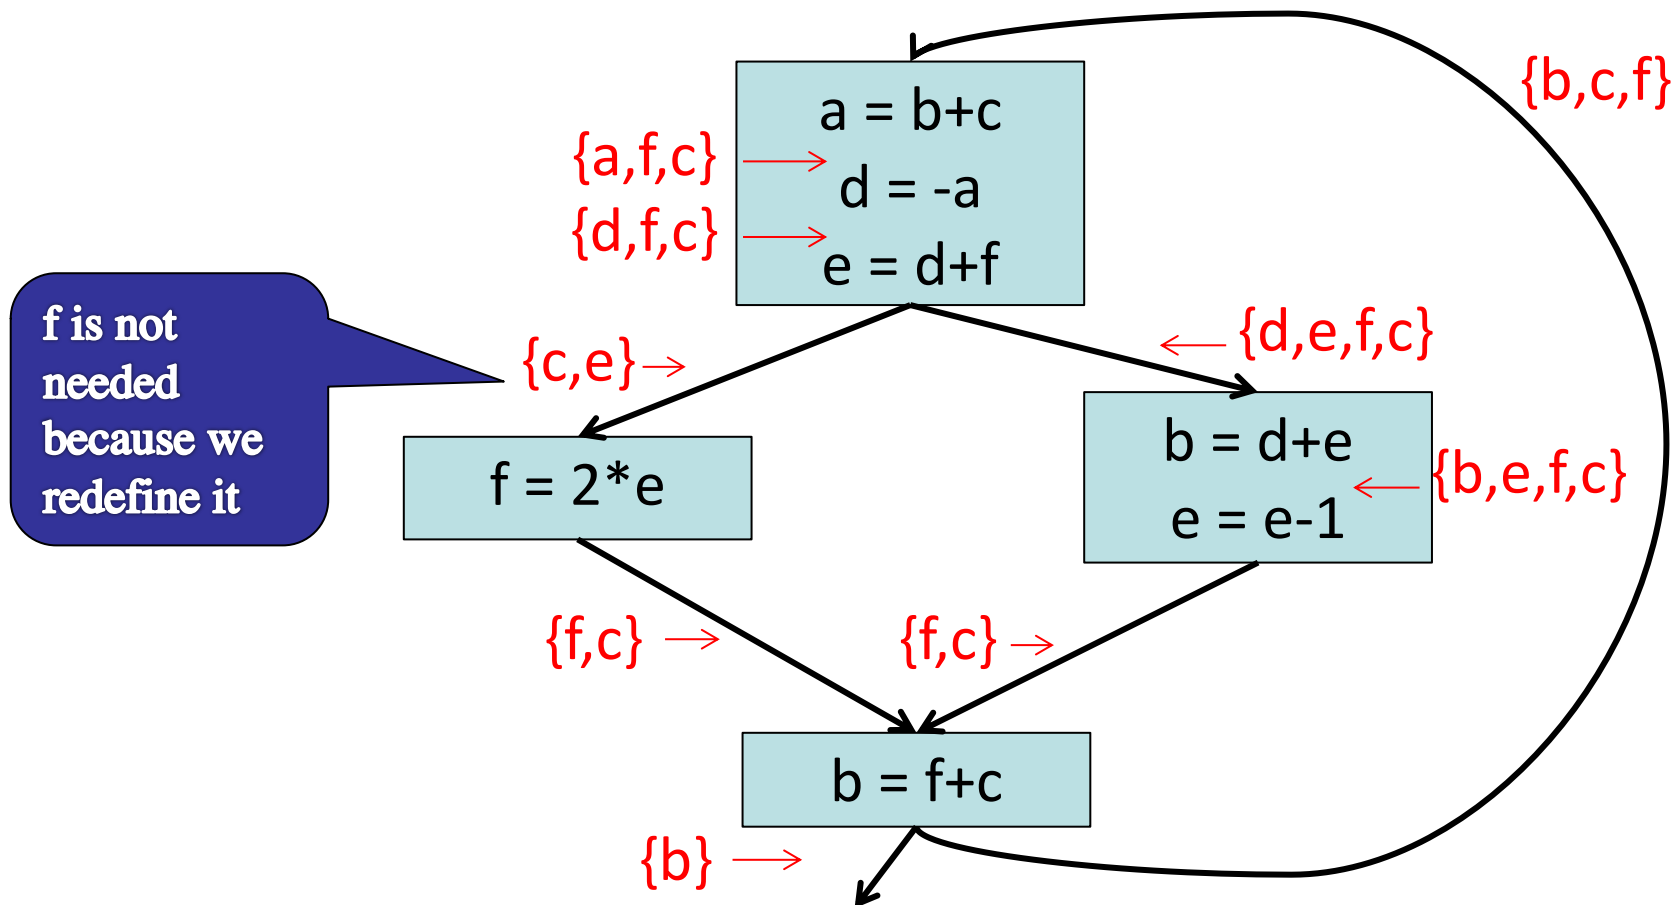 {b,c,f}
a = b+c
{a,f,c}
d = -a
{d,f,c}
e = d+f
f is not
needed
because we
redefine it
{c,e}
{d,e,f,c}
f = 2*e
b = d+e
{b,e,f,c}
e = e-1
{f,c}
{f,c}
b = f+c
{b}